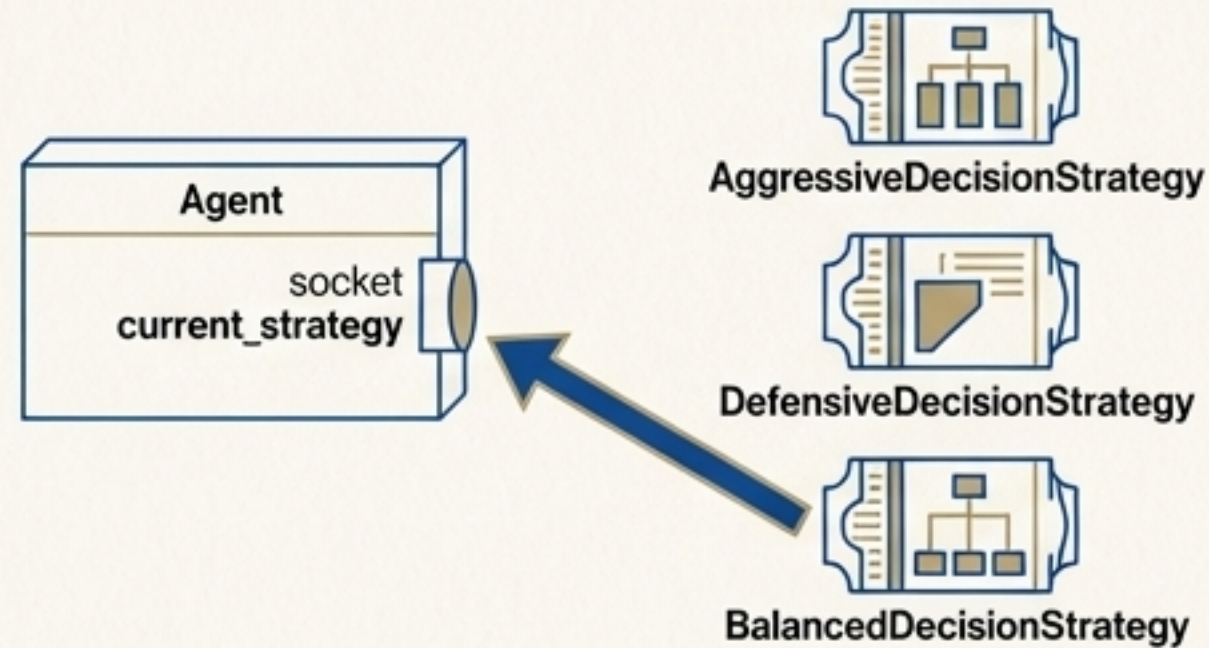 Agent
socket
current_strategy
AggressiveDecisionStrategy
DefensiveDecisionStrategy
BalancedDecisionStrategy